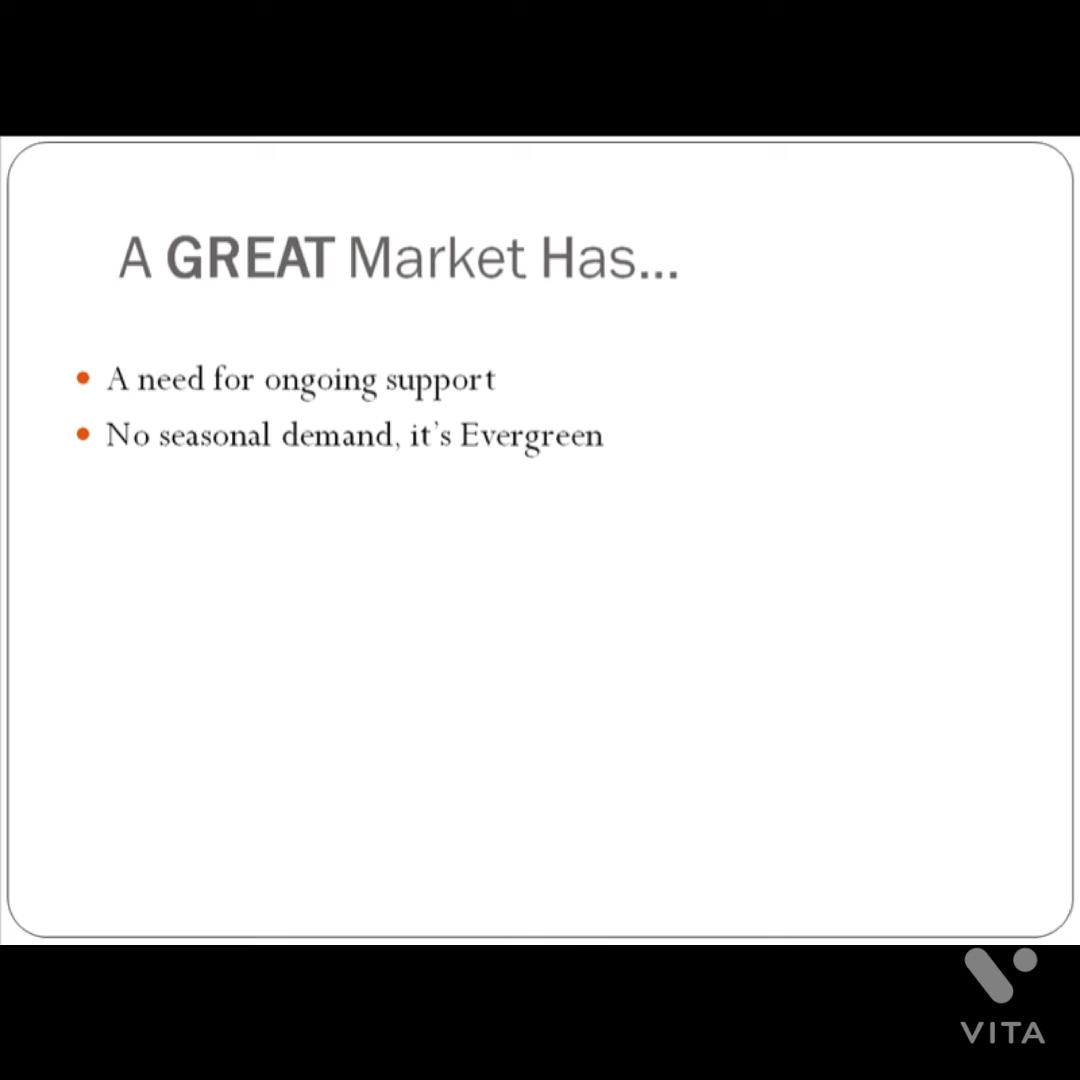 A GREAT Market Has...
A need for ongoing support
No seasonal demand, it's Evergreen
VITA